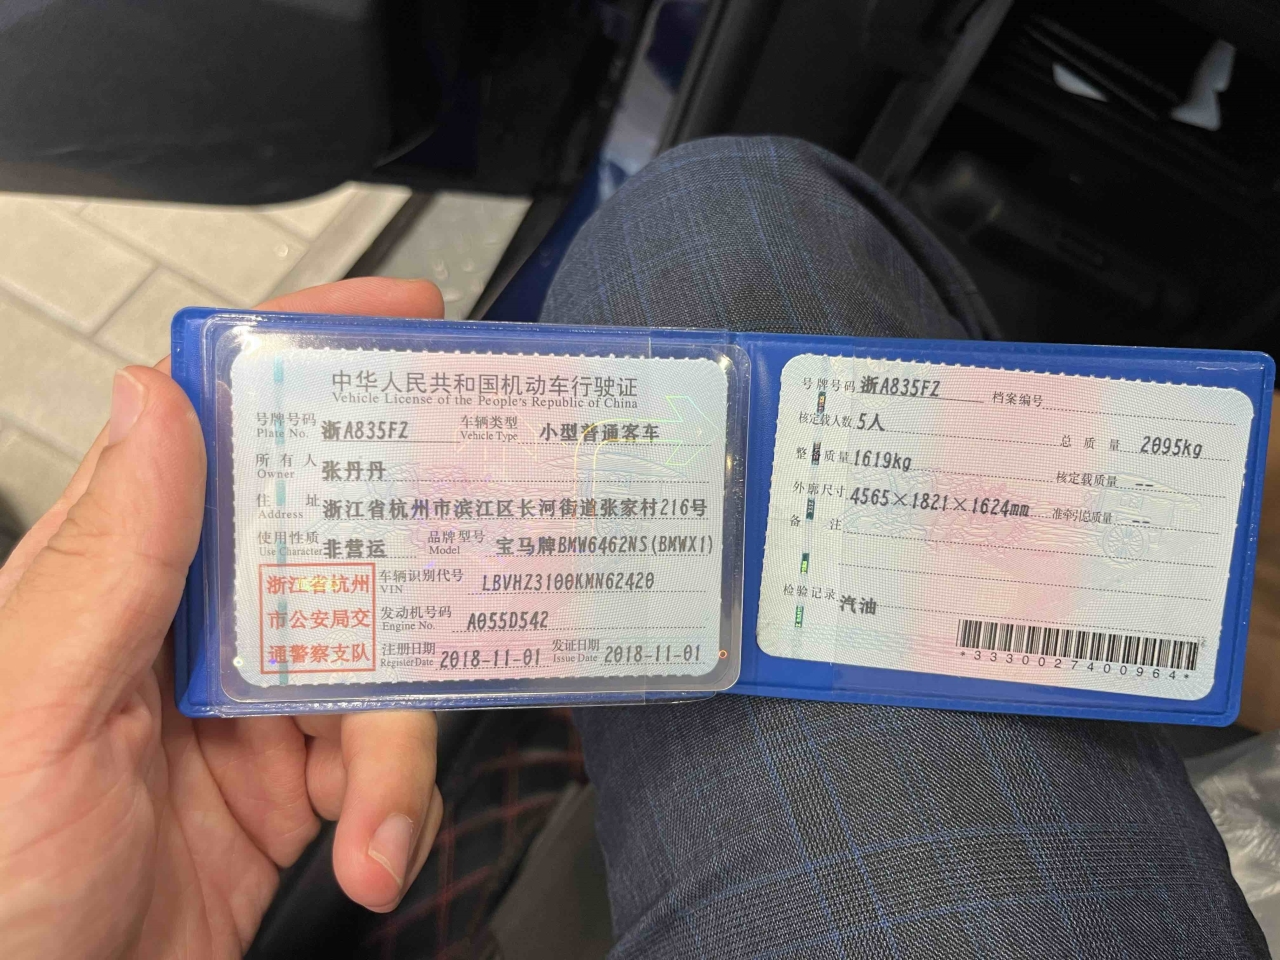 中华人民共和国机动车行驶证
Vehicle License of the People's Republic of China
号牌号码 Plate No. 浙A835FZ 车辆类型 Vehicle Type 小型普通客车
所有人 Owner 张丹丹
住址 Address 浙江省杭州市滨江区长河街道张家村216号
使用性质 Use Character 非营运 品牌型号 Model 宝马牌BMW6462NS(BMWX1)
浙江省杭州
市公安局交
通警察支队
车辆识别代号 VIN LBVHZ3100KMN62420
发动机号码 Engine No. A055D542
注册日期 Register Date 2018-11-01 发证日期 Issue Date 2018-11-01
号牌号码 浙A835FZ 档案编号
核定载人数 5人 总质量 2095kg
整备质量 1619kg 核定载质量 --
外廓尺寸 4565×1821×1624mm 准牵引总质量 --
备注
检验记录 汽油
*3330027400964*